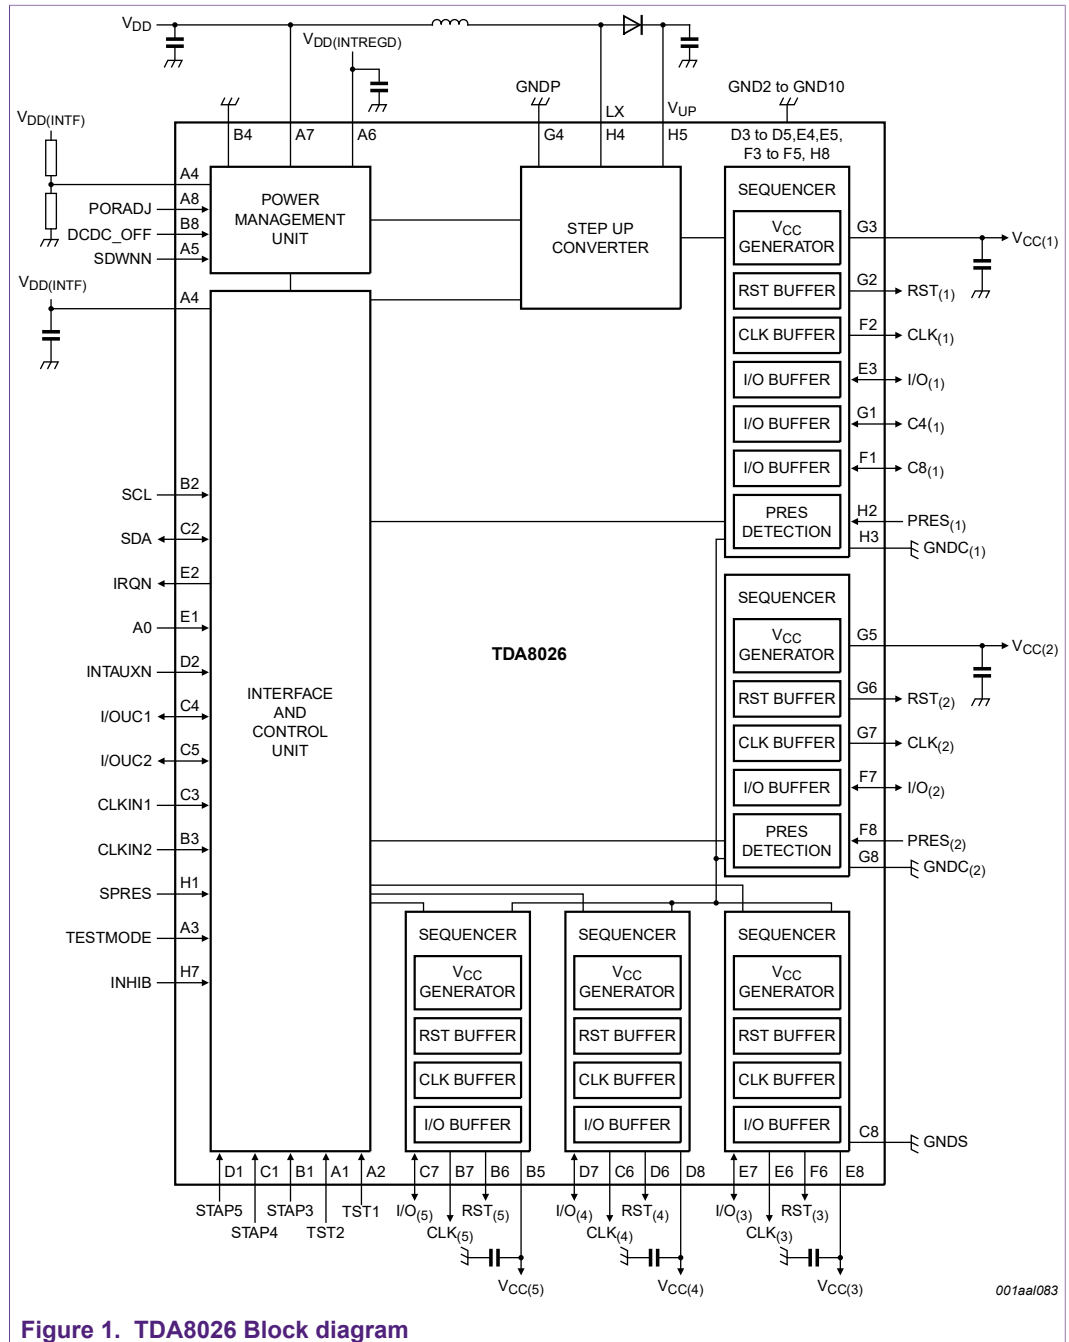 VDD
VDD(INTREGD)
GNDP
GND2 to GND10
LX
VUP
VDD(INTF)
B4
A7
A6
G4
H4
H5
D3 to D5,E4,E5,
F3 to F5, H8
A4
PORADJ
A8
DCDC_OFF
B8
SDWNN
A5
POWER
MANAGEMENT
UNIT
STEP UP
CONVERTER
VDD(INTF)
A4
SEQUENCER
VCC
GENERATOR
G3
VCC(1)
RST BUFFER
G2
RST(1)
CLK BUFFER
F2
CLK(1)
I/O BUFFER
E3
I/O(1)
I/O BUFFER
G1
C4(1)
I/O BUFFER
F1
C8(1)
PRES
DETECTION
H2
PRES(1)
H3
GNDC(1)
SCL
B2
SDA
C2
IRQN
E2
A0
E1
INTAUXN
D2
I/OUC1
C4
I/OUC2
C5
CLKIN1
C3
CLKIN2
B3
SPRES
H1
TESTMODE
A3
INHIB
H7
INTERFACE
AND
CONTROL
UNIT
TDA8026
SEQUENCER
VCC
GENERATOR
G5
VCC(2)
RST BUFFER
G6
RST(2)
CLK BUFFER
G7
CLK(2)
I/O BUFFER
F7
I/O(2)
PRES
DETECTION
F8
PRES(2)
G8
GNDC(2)
SEQUENCER
VCC
GENERATOR
RST BUFFER
CLK BUFFER
I/O BUFFER
SEQUENCER
VCC
GENERATOR
RST BUFFER
CLK BUFFER
I/O BUFFER
SEQUENCER
VCC
GENERATOR
RST BUFFER
CLK BUFFER
I/O BUFFER
C8
GNDS
D1
C1
B1
A1
A2
C7
B7
B6
B5
D7
C6
D6
D8
E7
E6
F6
E8
STAP5
STAP4
STAP3
TST2
TST1
I/O(5)
CLK(5)
RST(5)
VCC(5)
I/O(4)
CLK(4)
RST(4)
VCC(4)
I/O(3)
CLK(3)
RST(3)
VCC(3)
001aal083
Figure 1. TDA8026 Block diagram